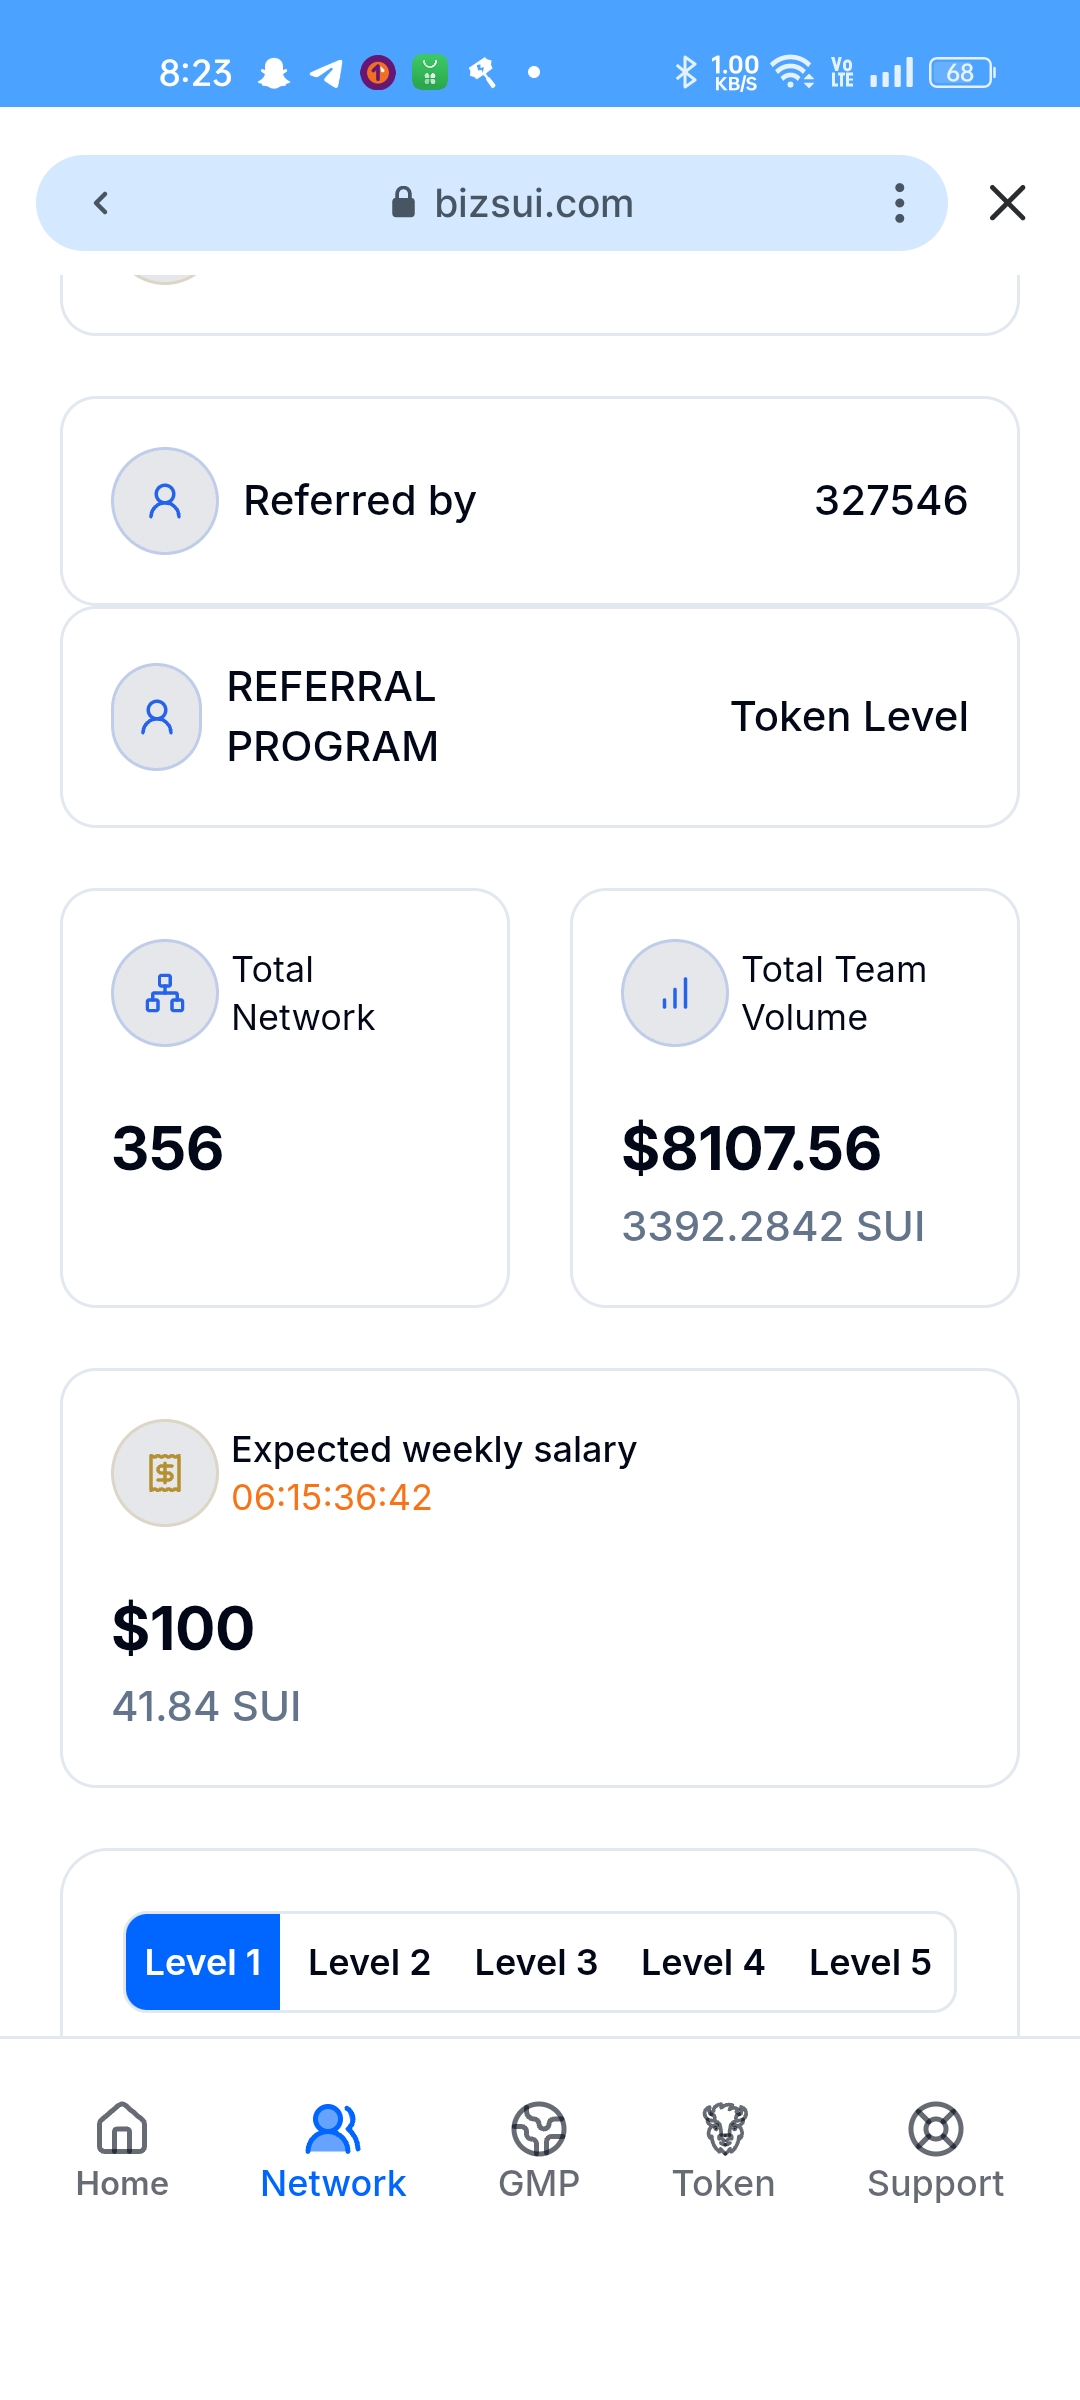 8:23
1.00
KB/S
Vo
LTE
68
bizsui.com
Referred by
327546
REFERRAL
PROGRAM
Token Level
Total
Network
356
Total Team
Volume
$8107.56
3392.2842 SUI
Expected weekly salary
06:15:36:42
$100
41.84 SUI
Level 1
Level 2
Level 3
Level 4
Level 5
Home
Network
GMP
Token
Support